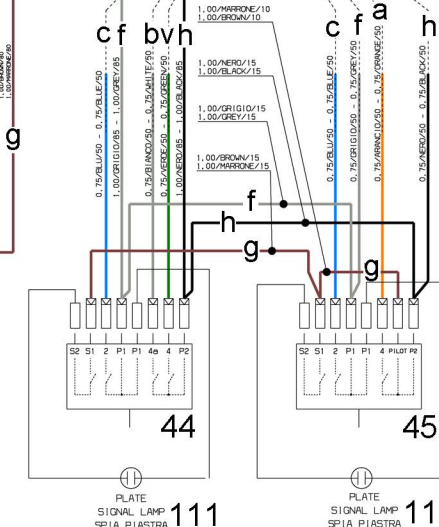 1,00/MARRONE/10
1,00/BROWN/10
c f b v h
c f a h
1,00/NERO/15
1,00/BLACK/15
1,00/GRIGIO/15
1,00/GREY/15
1,00/BROWN/15
1,00/MARRONE/15
0,75/BLU/50 - 0,75/BLUE/50
1,00/GRIGIO/85 - 1,00/GREY/85
0,75/BIANCO/50 - 0,75/WHITE/50
0,75/VERDE/50 - 0,75/GREEN/50
1,00/NERO/85 - 1,00/BLACK/85
0,75/BLU/50 - 0,75/BLUE/50
0,75/GRIGIO/50 - 0,75/GREY/50
0,75/ARANCIO/50 - 0,75/ORANGE/50
0,75/NERO/50 - 0,75/BLACK/50
g
f
h
g
g
S2 S1 2 P1 P1 4a 4 P2
S2 S1 2 P1 P1 4 PILOT P2
44
45
PLATE
SIGNAL LAMP
SPIA PIASTRA
111
PLATE
SIGNAL LAMP
SPIA PIASTRA
11